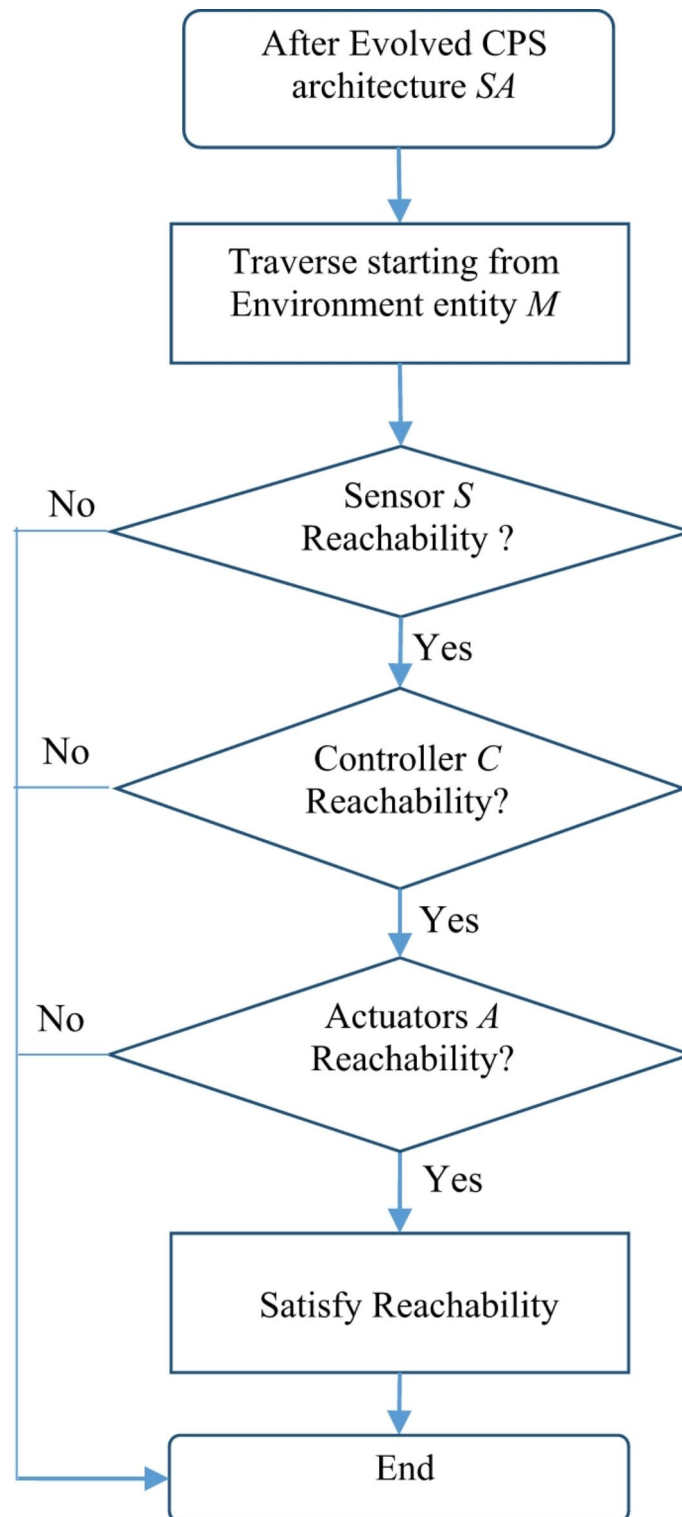 After Evolved CPS
architecture SA
Traverse starting from
Environment entity M
No
Sensor S
Reachability ?
Yes
No
Controller C
Reachability?
Yes
No
Actuators A
Reachability?
Yes
Satisfy Reachability
End